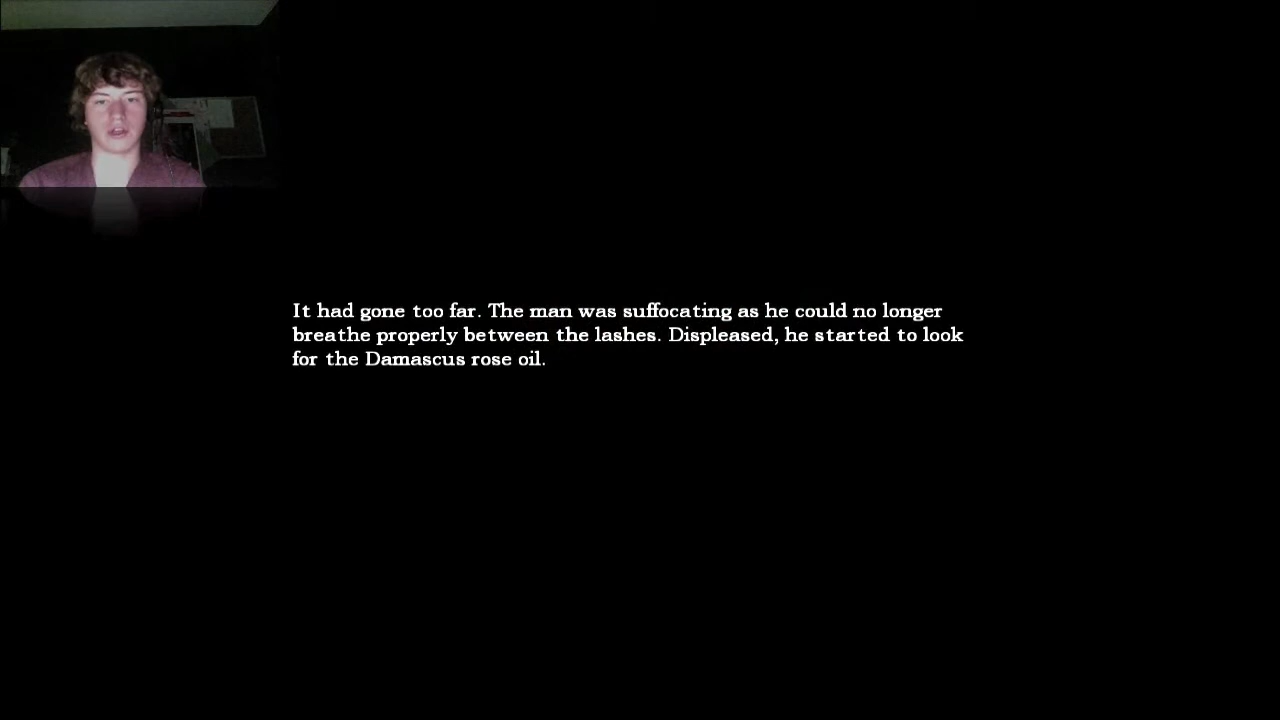 It had gone too far. The man was suffocating as he could no longer
breathe properly between the lashes. Displeased, he started to look
for the Damascus rose oil.